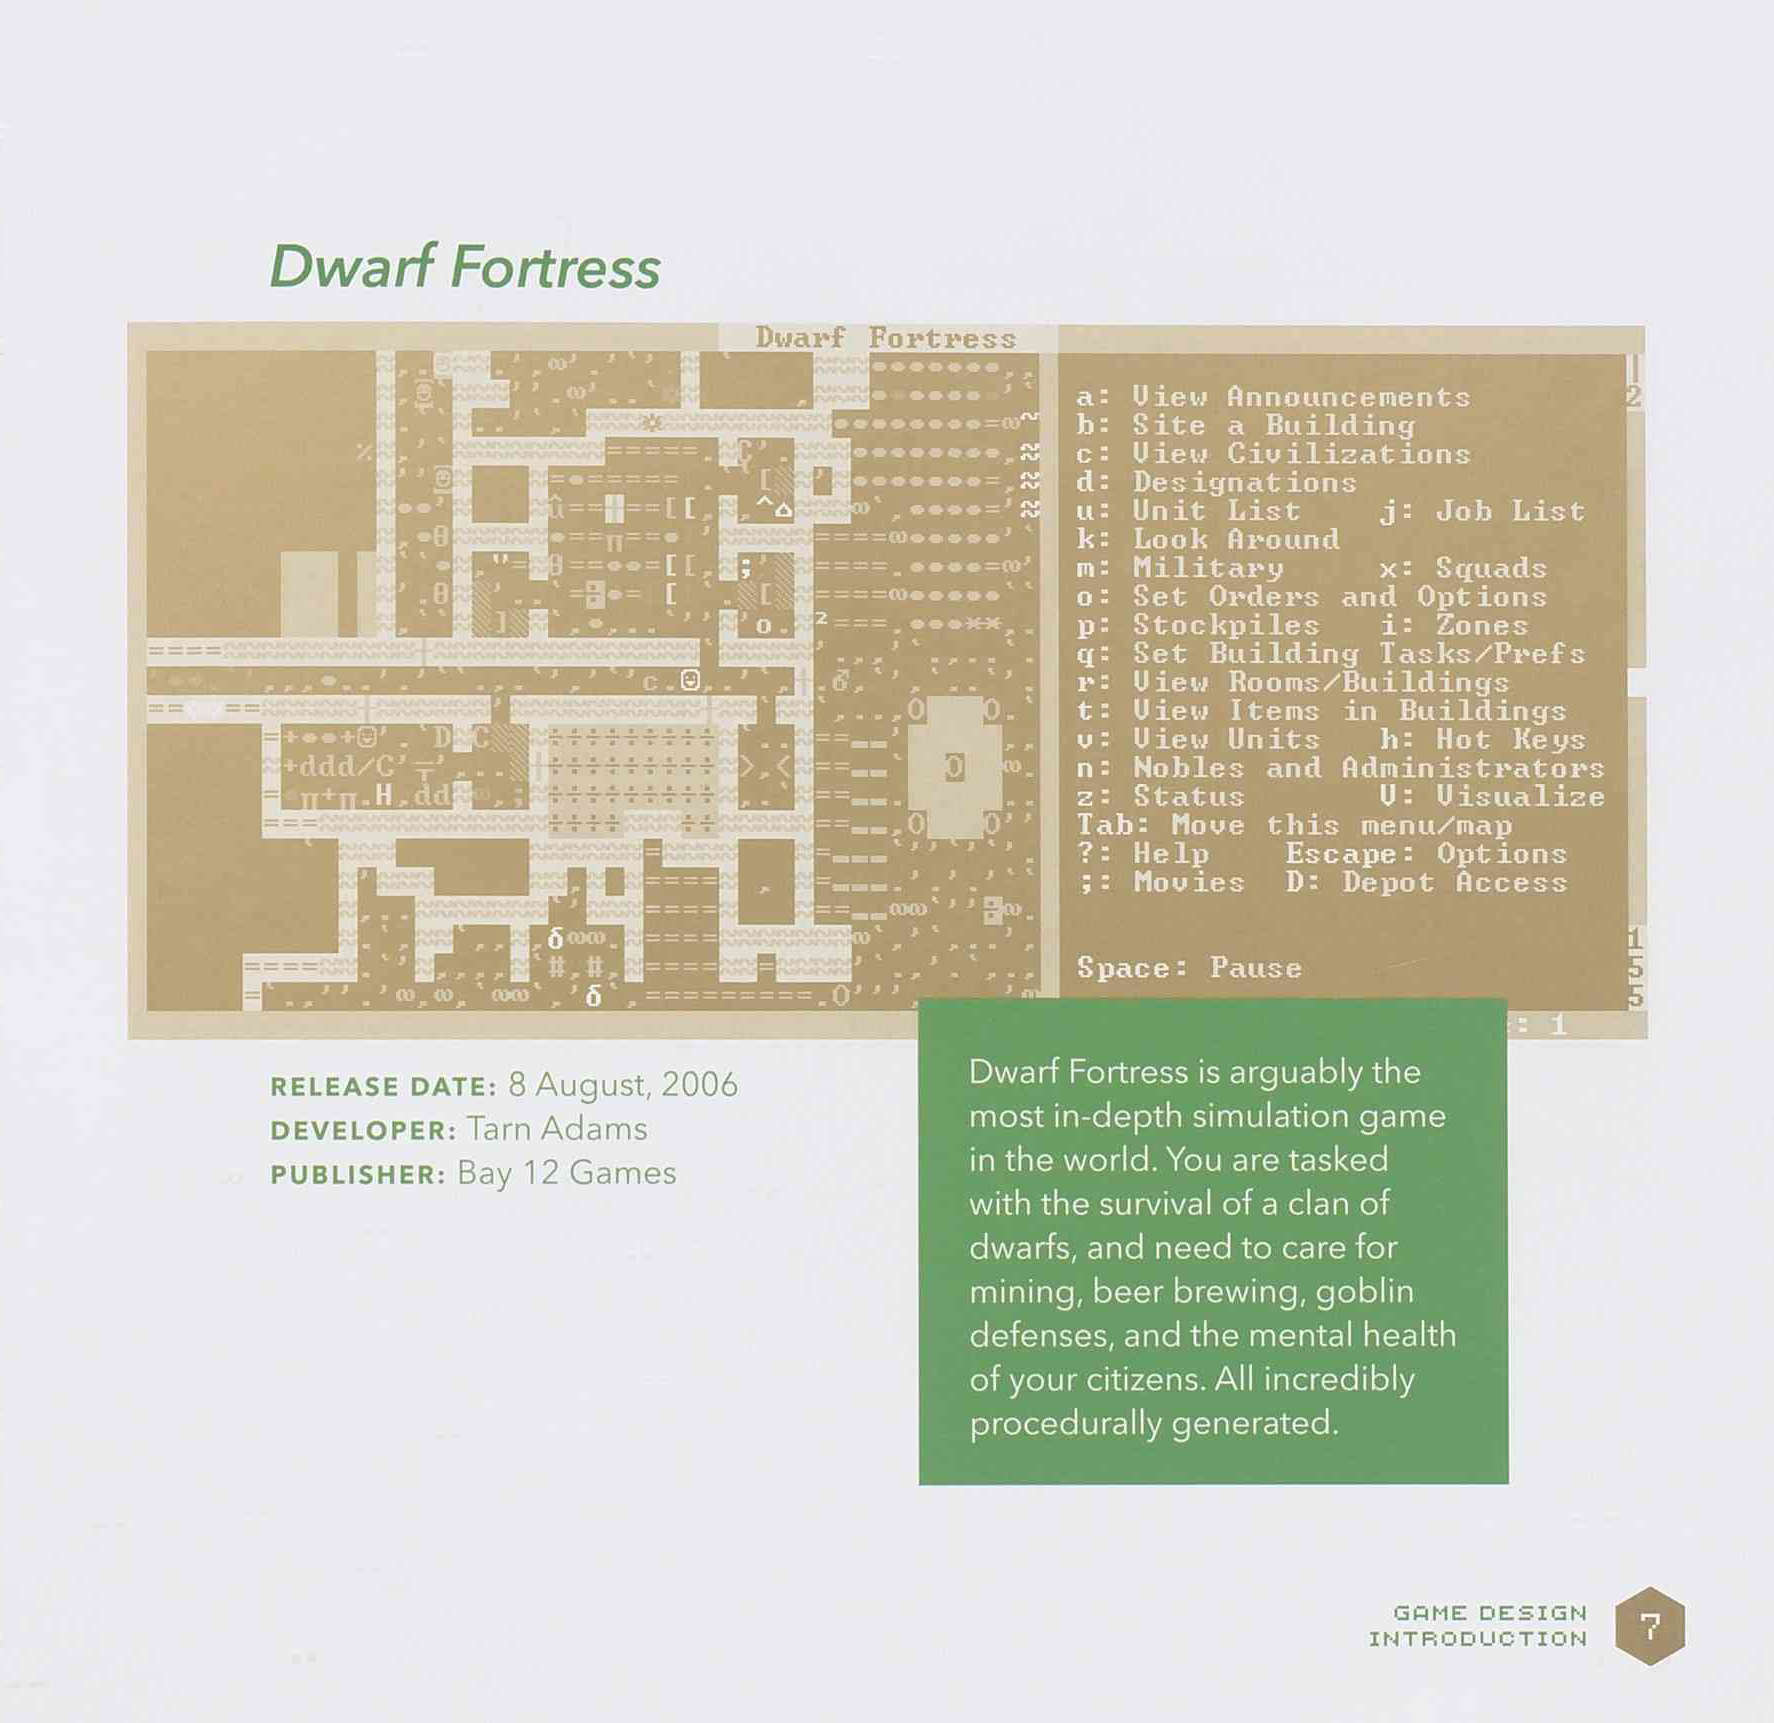 Dwarf Fortress
Dwarf Fortress
a: View Announcements
b: Site a Building
c: View Civilizations
d: Designations
u: Unit List    j: Job List
k: Look Around
m: Military     x: Squads
o: Set Orders and Options
p: Stockpiles   i: Zones
q: Set Building Tasks/Prefs
r: View Rooms/Buildings
t: View Items in Buildings
v: View Units   h: Hot Keys
n: Nobles and Administrators
z: Status       V: Visualize
Tab: Move this menu/map
?: Help    Escape: Options
;: Movies  D: Depot Access
Space: Pause
RELEASE DATE: 8 August, 2006
DEVELOPER: Tarn Adams
PUBLISHER: Bay 12 Games
Dwarf Fortress is arguably the
most in-depth simulation game
in the world. You are tasked
with the survival of a clan of
dwarfs, and need to care for
mining, beer brewing, goblin
defenses, and the mental health
of your citizens. All incredibly
procedurally generated.
GAME DESIGN
INTRODUCTION
7